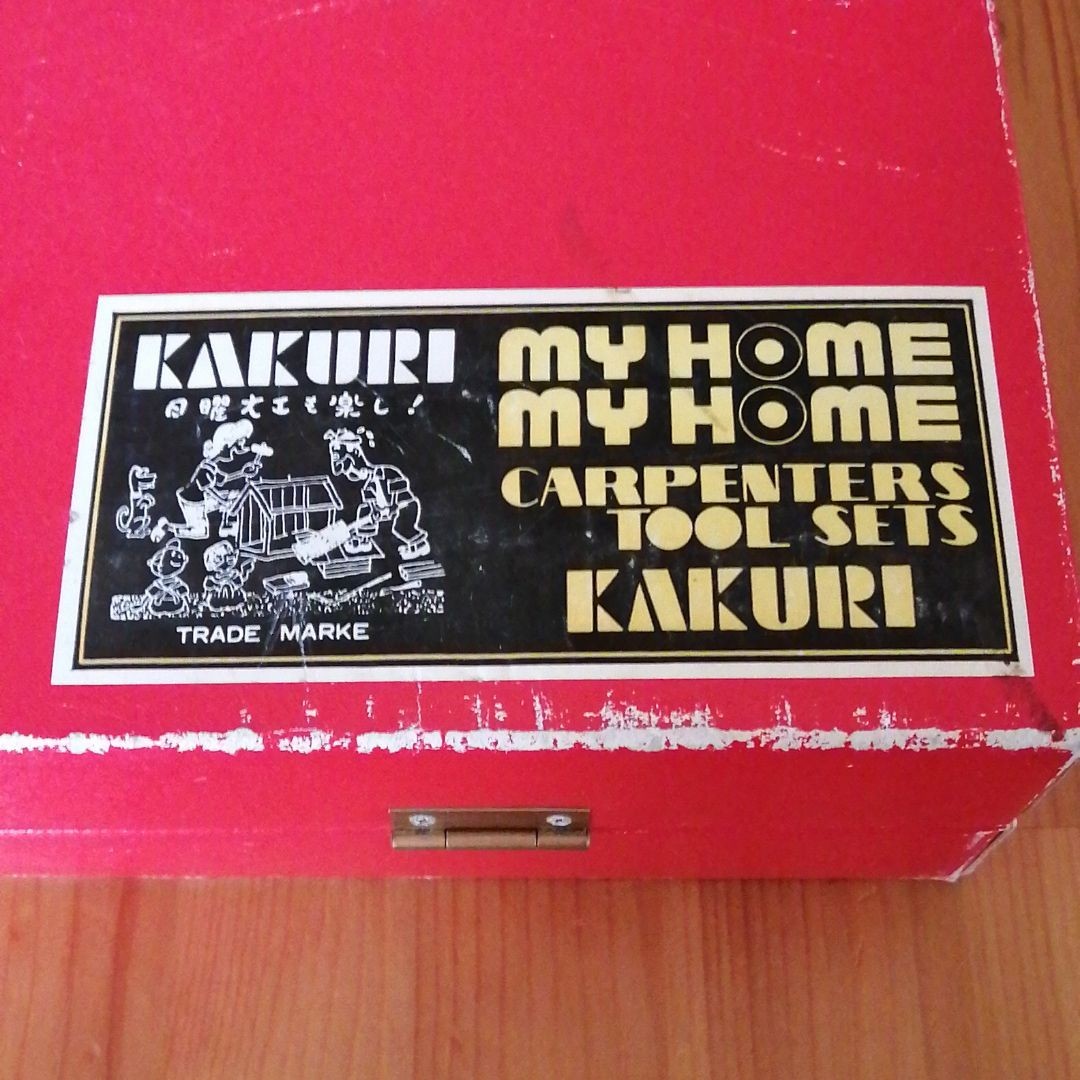 KAKURI
日曜大工も楽し!
TRADE MARKE
MY HOME
MY HOME
CARPENTERS
TOOL SETS
KAKURI